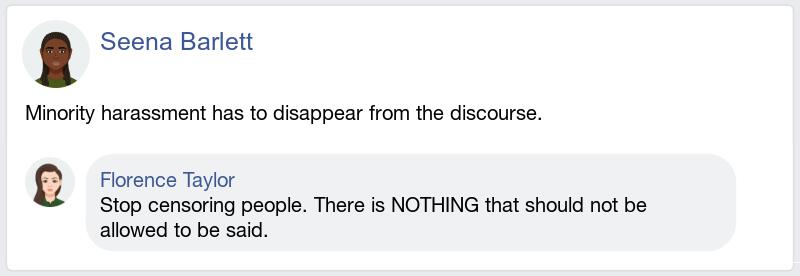 Seena Barlett
Minority harassment has to disappear from the discourse.
Florence Taylor
Stop censoring people. There is NOTHING that should not be
allowed to be said.